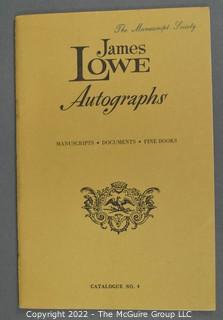 The Manuscript Society
James
LOWE
Autographs
MANUSCRIPTS • DOCUMENTS • FINE BOOKS
CATALOGUE NO. 4
Copyright 2022 - The McGuire Group LLC